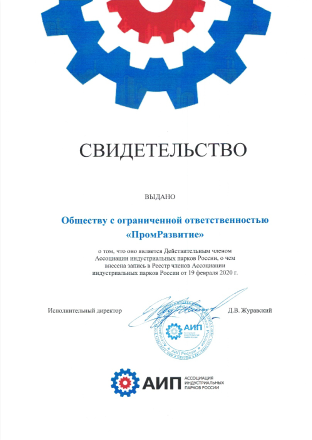 СВИДЕТЕЛЬСТВО
ВЫДАНО
Обществу с ограниченной ответственностью
«ПромРазвитие»
о том, что оно является Действительным членом
Ассоциации индустриальных парков России, о чем
внесена запись в Реестр членов Ассоциации
индустриальных парков России от 19 февраля 2020 г.
Исполнительный директор
Д.В. Журавский
АИП
АИП
АССОЦИАЦИЯ
ИНДУСТРИАЛЬНЫХ
ПАРКОВ РОССИИ